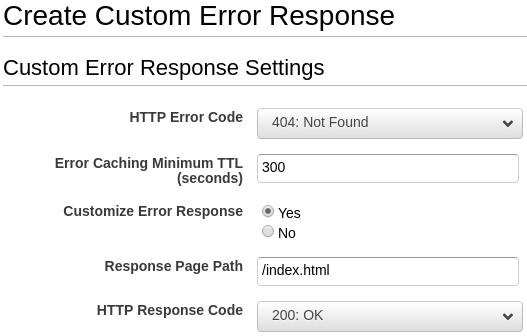 Create Custom Error Response
Custom Error Response Settings
HTTP Error Code
404: Not Found
Error Caching Minimum TTL
(seconds)
300
Customize Error Response
Yes
No
Response Page Path
/index.html
HTTP Response Code
200: OK